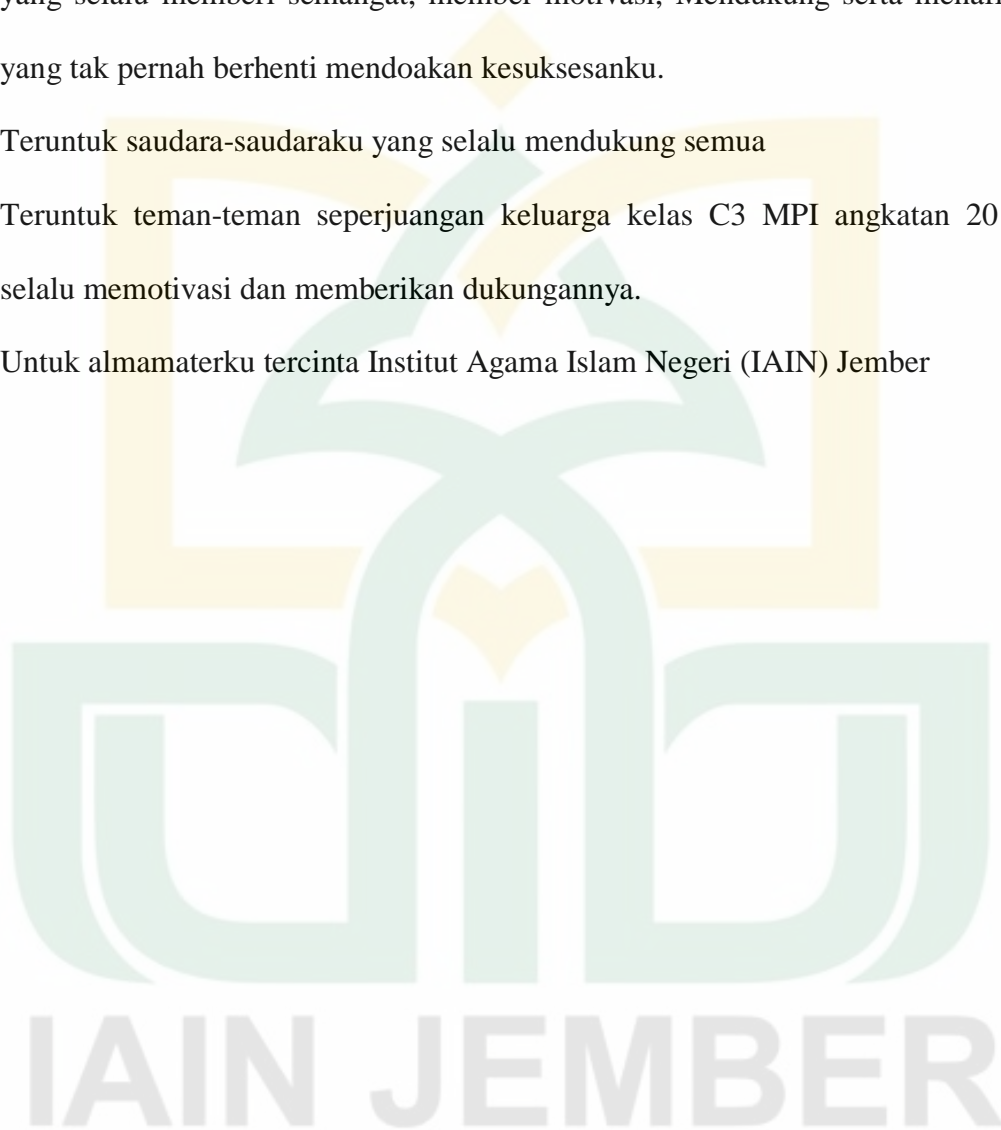 yang selalu memberi semangat, member motivasi, Mendukung serta
yang tak pernah berhenti mendoakan kesuksesanku.
Teruntuk saudara-saudaraku yang selalu mendukung semua
Teruntuk teman-teman seperjuangan keluarga kelas C3 MPI angkatan 20
selalu memotivasi dan memberikan dukungannya.
Untuk almamaterku tercinta Institut Agama Islam Negeri (IAIN) Jember
IAIN JEMBER